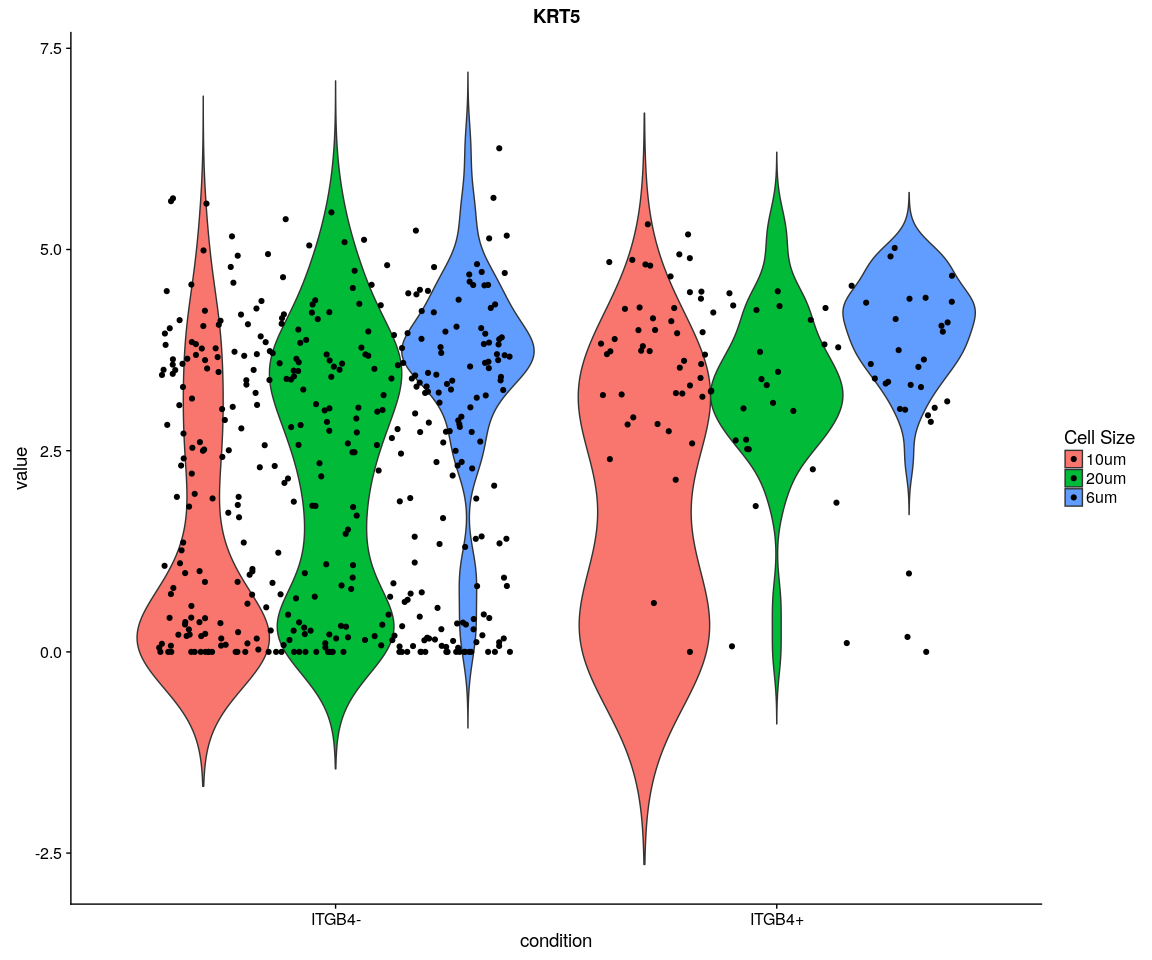 KRT5
7.5
5.0
2.5
0.0
-2.5
value
ITGB4-
ITGB4+
condition
Cell Size
10um
20um
6um